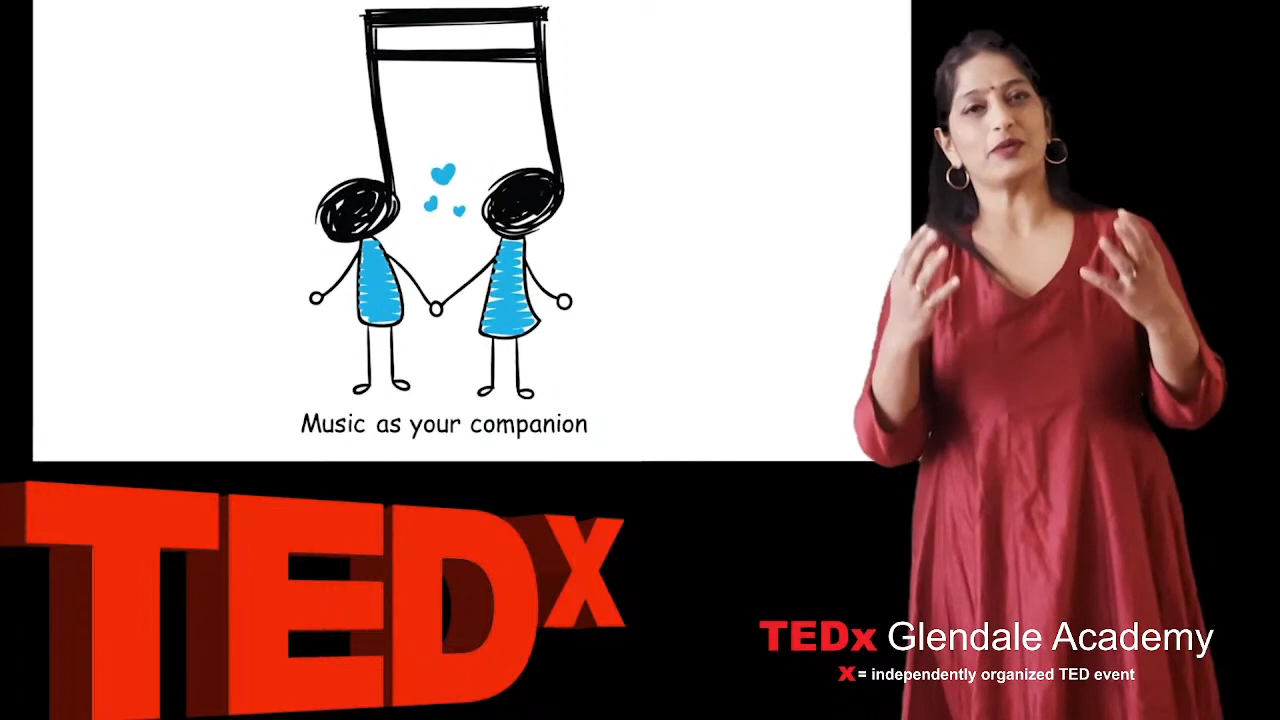 Music as your companion
TEDx
TEDx Glendale Academy
x = independently organized TED event